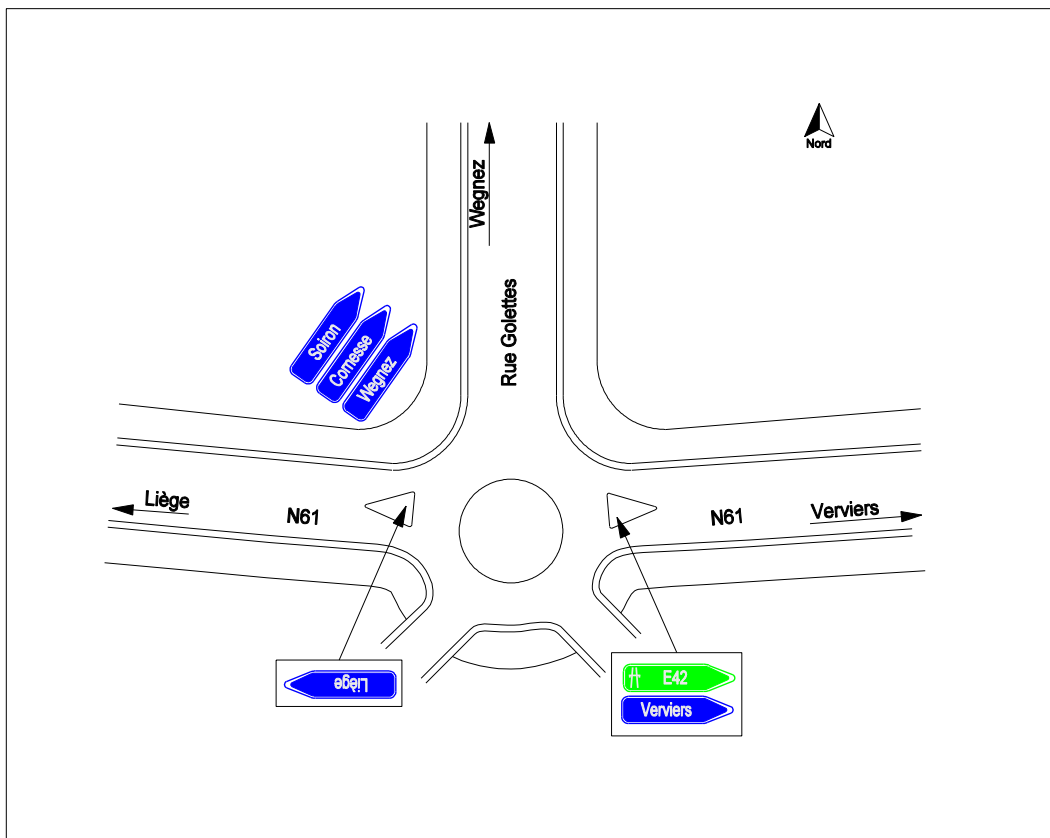 Nord
Wegnez
Rue Golettes
Soiron
Cornesse
Wegnez
Liège
N61
N61
Verviers
Liège
E42
Verviers